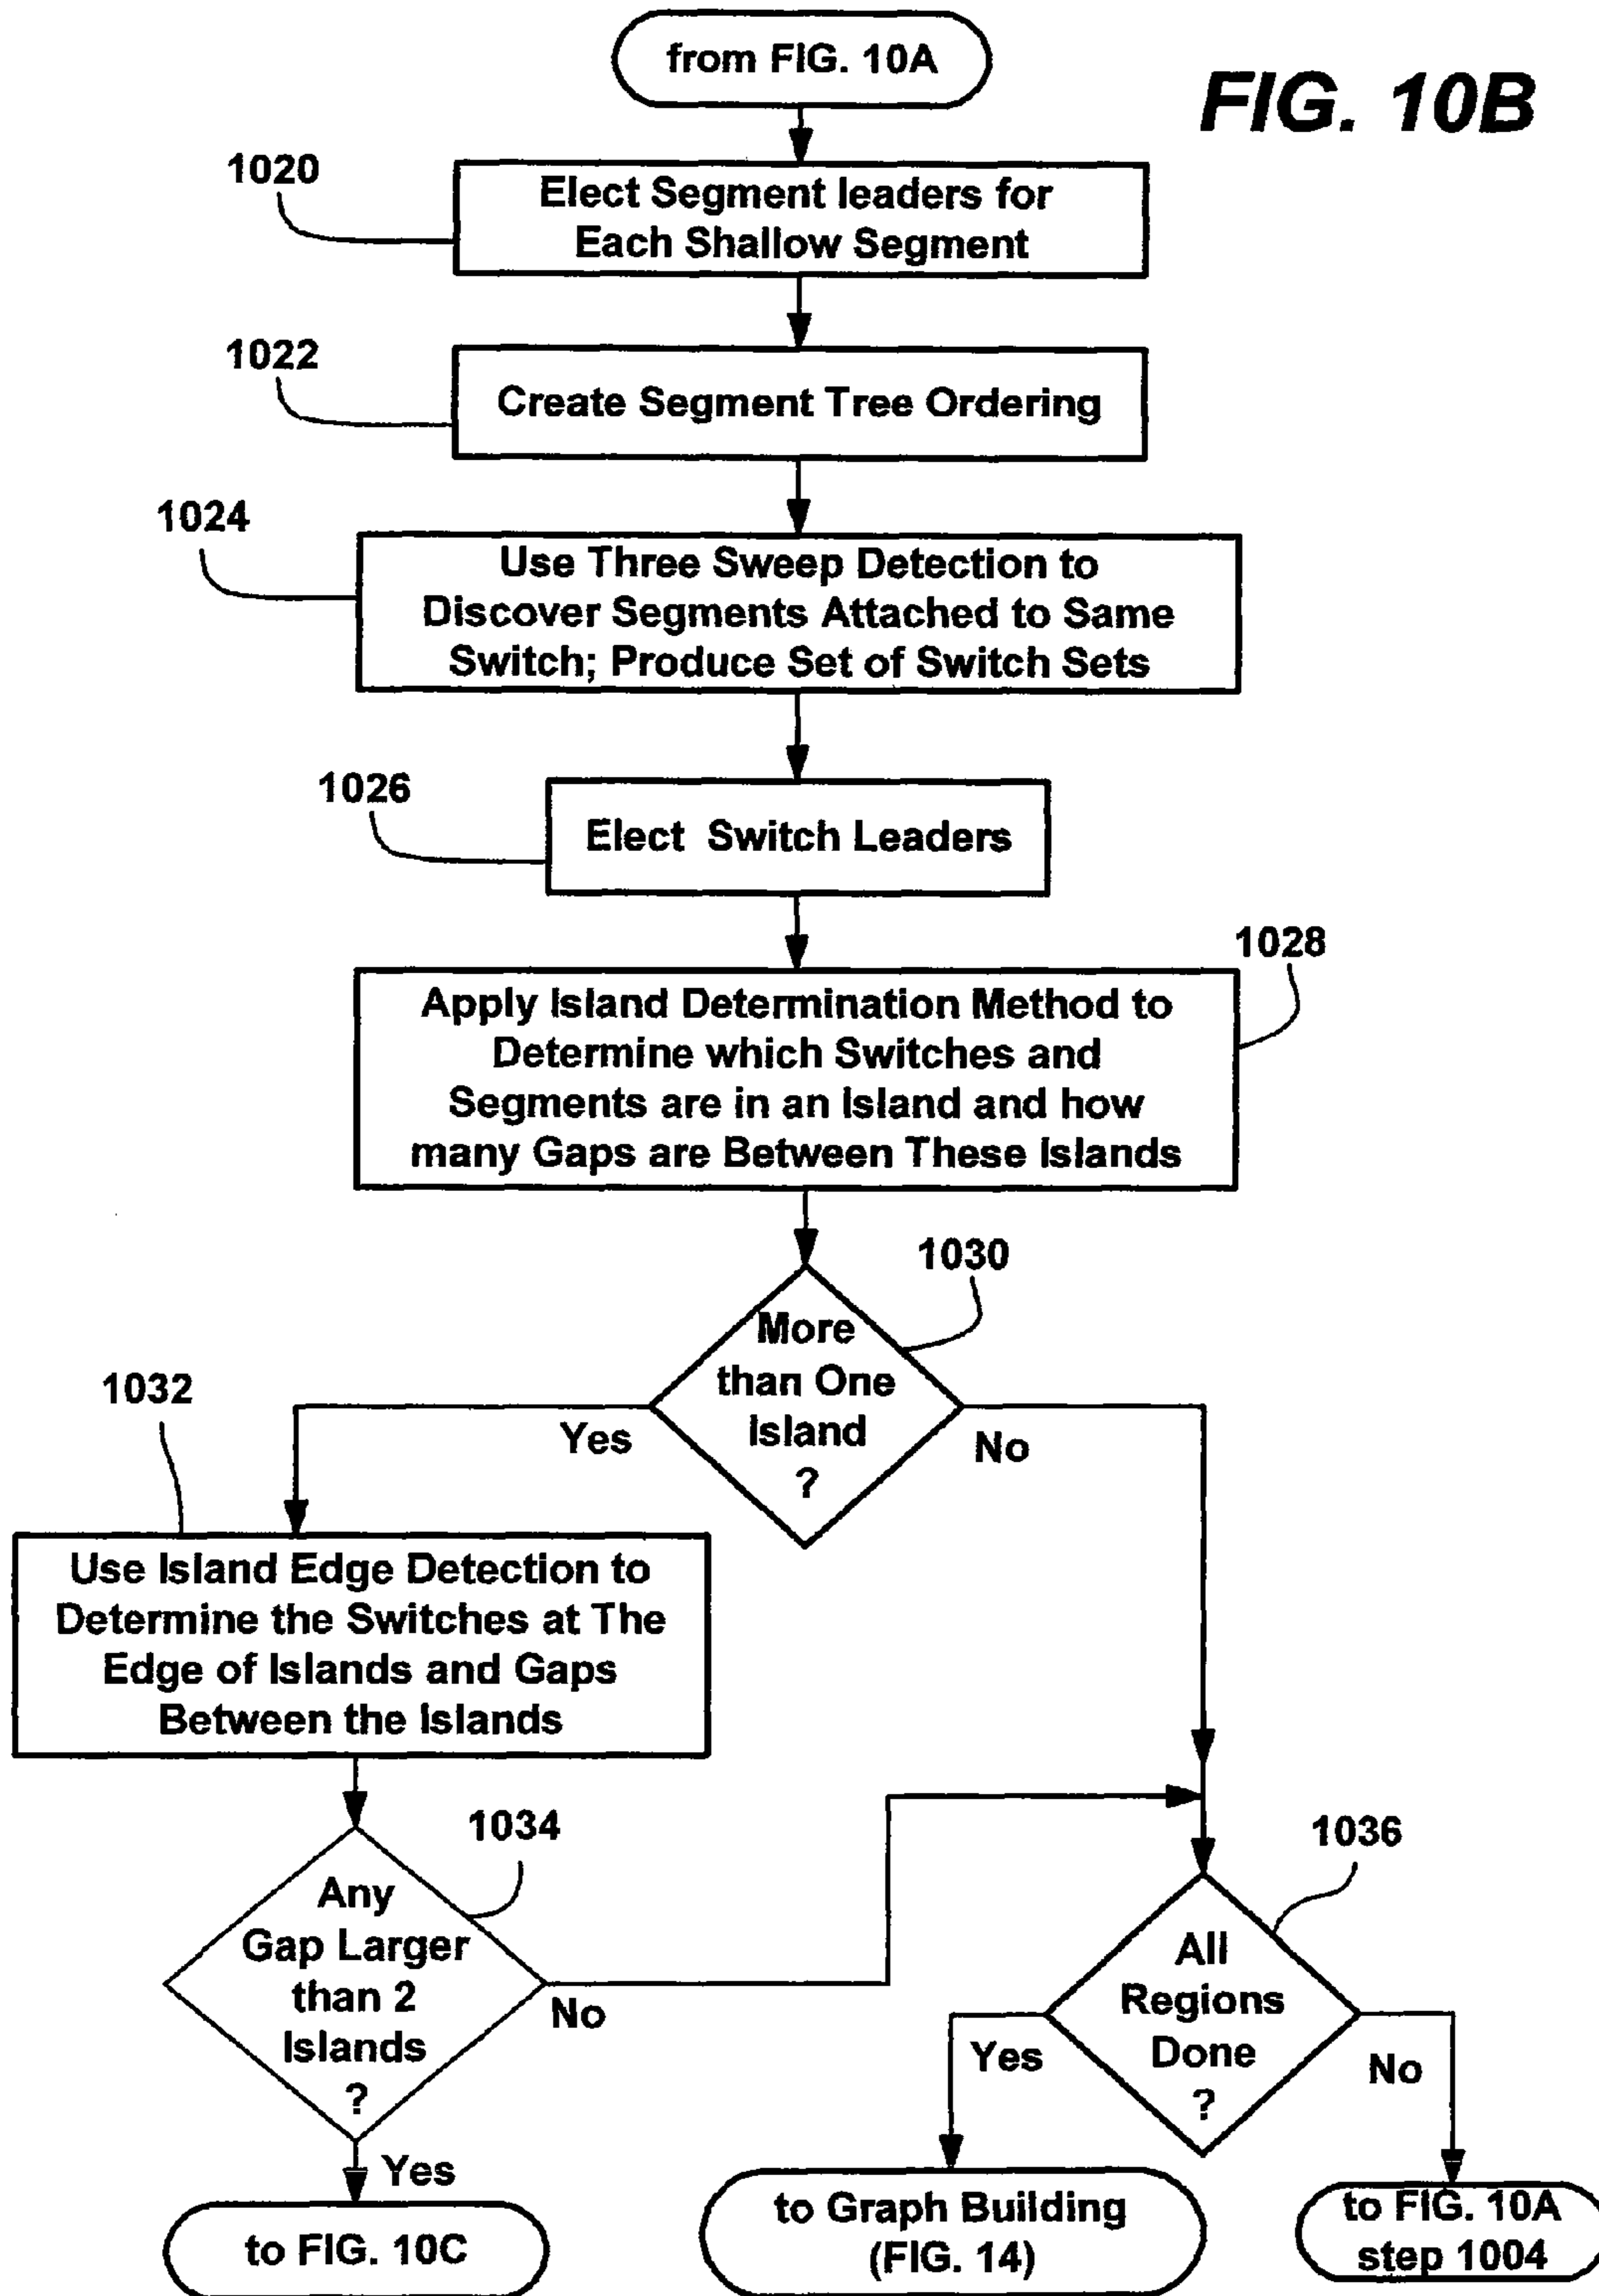 from FIG. 10A
FIG. 10B
1020
Elect Segment leaders for
Each Shallow Segment
1022
Create Segment Tree Ordering
1024
Use Three Sweep Detection to
Discover Segments Attached to Same
Switch; Produce Set of Switch Sets
1026
Elect Switch Leaders
1028
Apply Island Determination Method to
Determine which Switches and
Segments are in an Island and how
many Gaps are Between These Islands
1030
More
than One
Island
?
Yes
No
1032
Use Island Edge Detection to
Determine the Switches at The
Edge of Islands and Gaps
Between the Islands
1034
Any
Gap Larger
than 2
Islands
?
No
Yes
1036
All
Regions
Done
?
Yes
No
to FIG. 10C
to Graph Building
(FIG. 14)
to FIG. 10A
step 1004